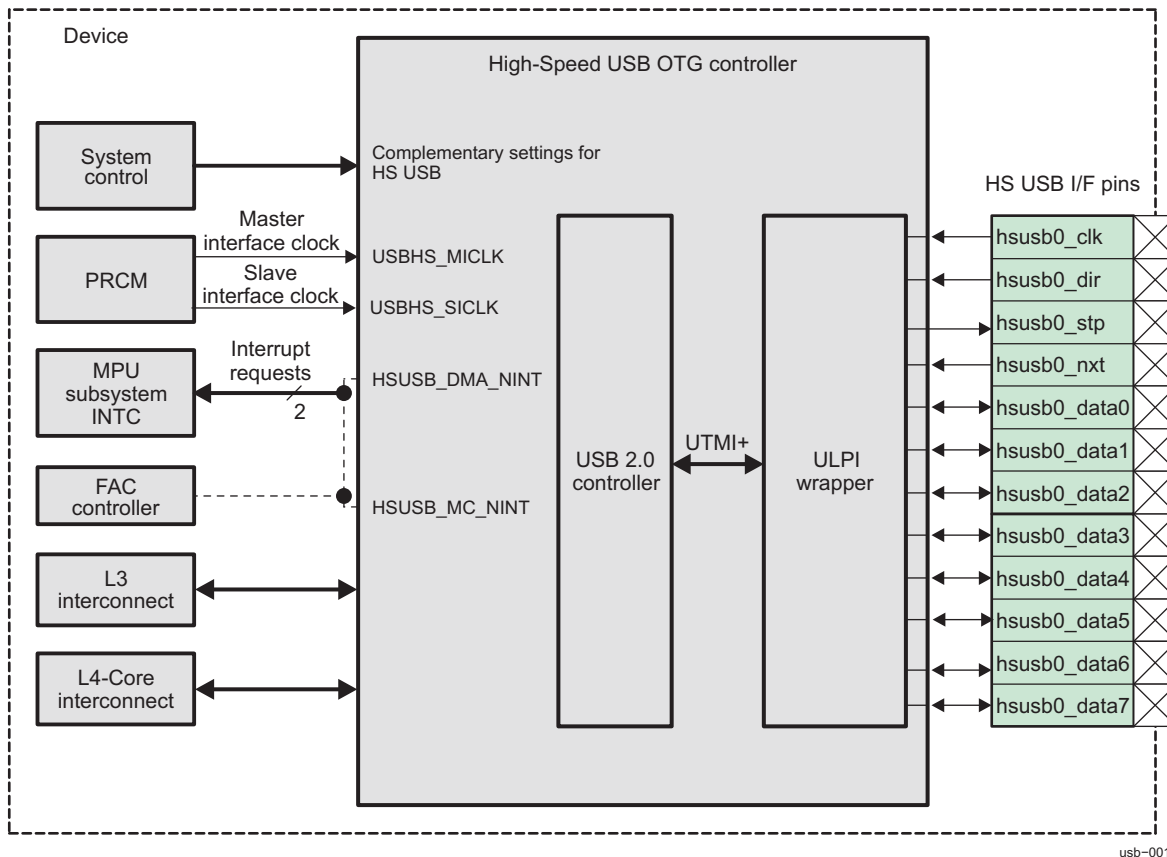 Device
High-Speed USB OTG controller
System
control
Complementary settings for
HS USB
HS USB I/F pins
Master
interface clock
PRCM
USBHS_MICLK
Slave
interface clock
USBHS_SICLK
MPU
subsystem
INTC
Interrupt
requests
2
HSUSB_DMA_NINT
FAC
controller
HSUSB_MC_NINT
L3
interconnect
L4-Core
interconnect
USB 2.0
controller
UTMI+
ULPI
wrapper
hsusb0_clk
hsusb0_dir
hsusb0_stp
hsusb0_nxt
hsusb0_data0
hsusb0_data1
hsusb0_data2
hsusb0_data3
hsusb0_data4
hsusb0_data5
hsusb0_data6
hsusb0_data7
usb−001